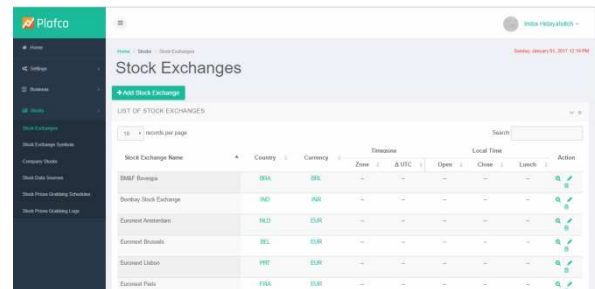 Plafco
Indra Hidayatulloh
Home
Settings
Business
Stocks
Stock Exchanges
Stock Exchange Symbols
Company Stocks
Stock Data Sources
Stock Prices Grabbing Schedules
Stock Prices Grabbing Logs
Home / Stocks / Stock Exchanges
Sunday, January 01, 2017 12:16 PM
Stock Exchanges
+Add Stock Exchange
LIST OF STOCK EXCHANGES
10 records per page
Search:
Stock Exchange Name Country Currency Timezone Local Time Action
Zone Δ UTC Open Close Lunch
BM&F Bovespa BRA BRL -- -- -- -- --
Bombay Stock Exchange IND INR -- -- -- -- --
Euronext Amsterdam NLD EUR -- -- -- -- --
Euronext Brussels BEL EUR -- -- -- -- --
Euronext Lisbon PRT EUR -- -- -- -- --
Euronext Paris FRA EUR -- -- -- -- --